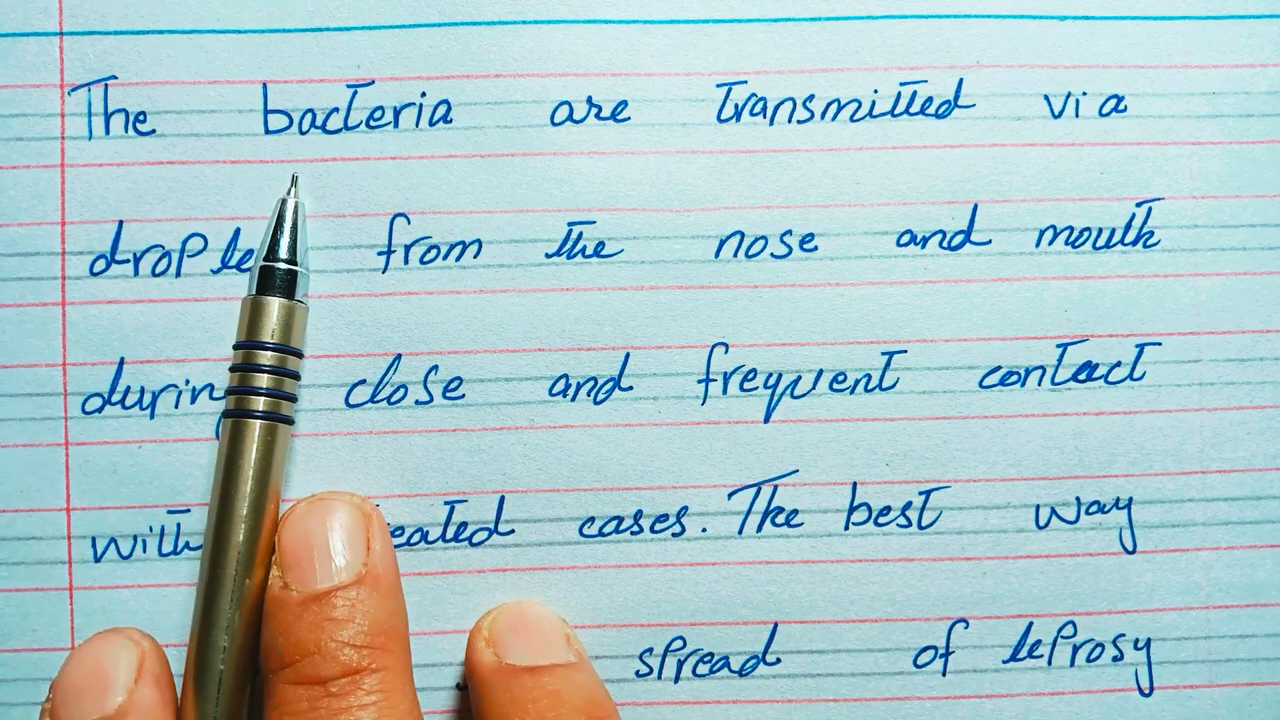 The bacteria are transmitted via
from the nose and mouth
close and frequent contact
with cases. The best way
spread of leprosy